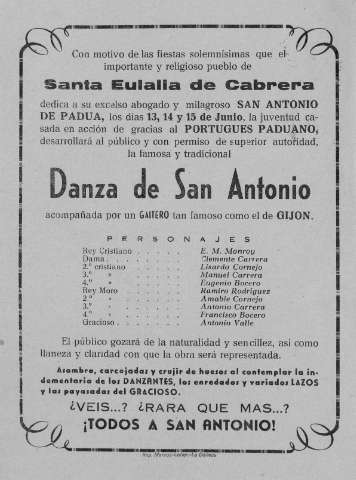 Con motivo de las fiestas solemnísimas que el
importante y religioso pueblo de
Santa Eulalia de Cabrera
dedica a su excelso abogado y milagroso SAN ANTONIO
DE PADUA, los días 13, 14 y 15 de Junio, la juventud ca-
sada en acción de gracias al PORTUGUES PADUANO,
desarrollará al público y con permiso de superior autoridad,
la famosa y tradicional
Danza de San Antonio
acompañada por un GAITERO tan famoso como el de GIJON.
PERSONAJES
Rey Cristiano . . . . . E. M. Monroy
Dama . . . . . . Clemente Carrera
2.º cristiano . . . . . Lisardo Cornejo
3.º » . . . . . Manuel Carrera
4.º » . . . . . Eugenio Bocero
Rey Moro . . . . . Ramiro Rodríguez
2.º » . . . . . Amable Cornejo
3.º » . . . . . Antonio Carrera
4.º » . . . . . Francisco Bocero
Gracioso . . . . . Antonio Valle
El público gozará de la naturalidad y sencillez, así como
llaneza y claridad con que la obra será representada.
Asombro, carcajadas y crujir de huesos al contemplar la in-
dementaria de los DANZANTES, los enredados y variados LAZOS
y las payasadas del GRACIOSO.
¿VEIS...? ¿RARA QUE MAS...?
¡TODOS A SAN ANTONIO!
Imp.